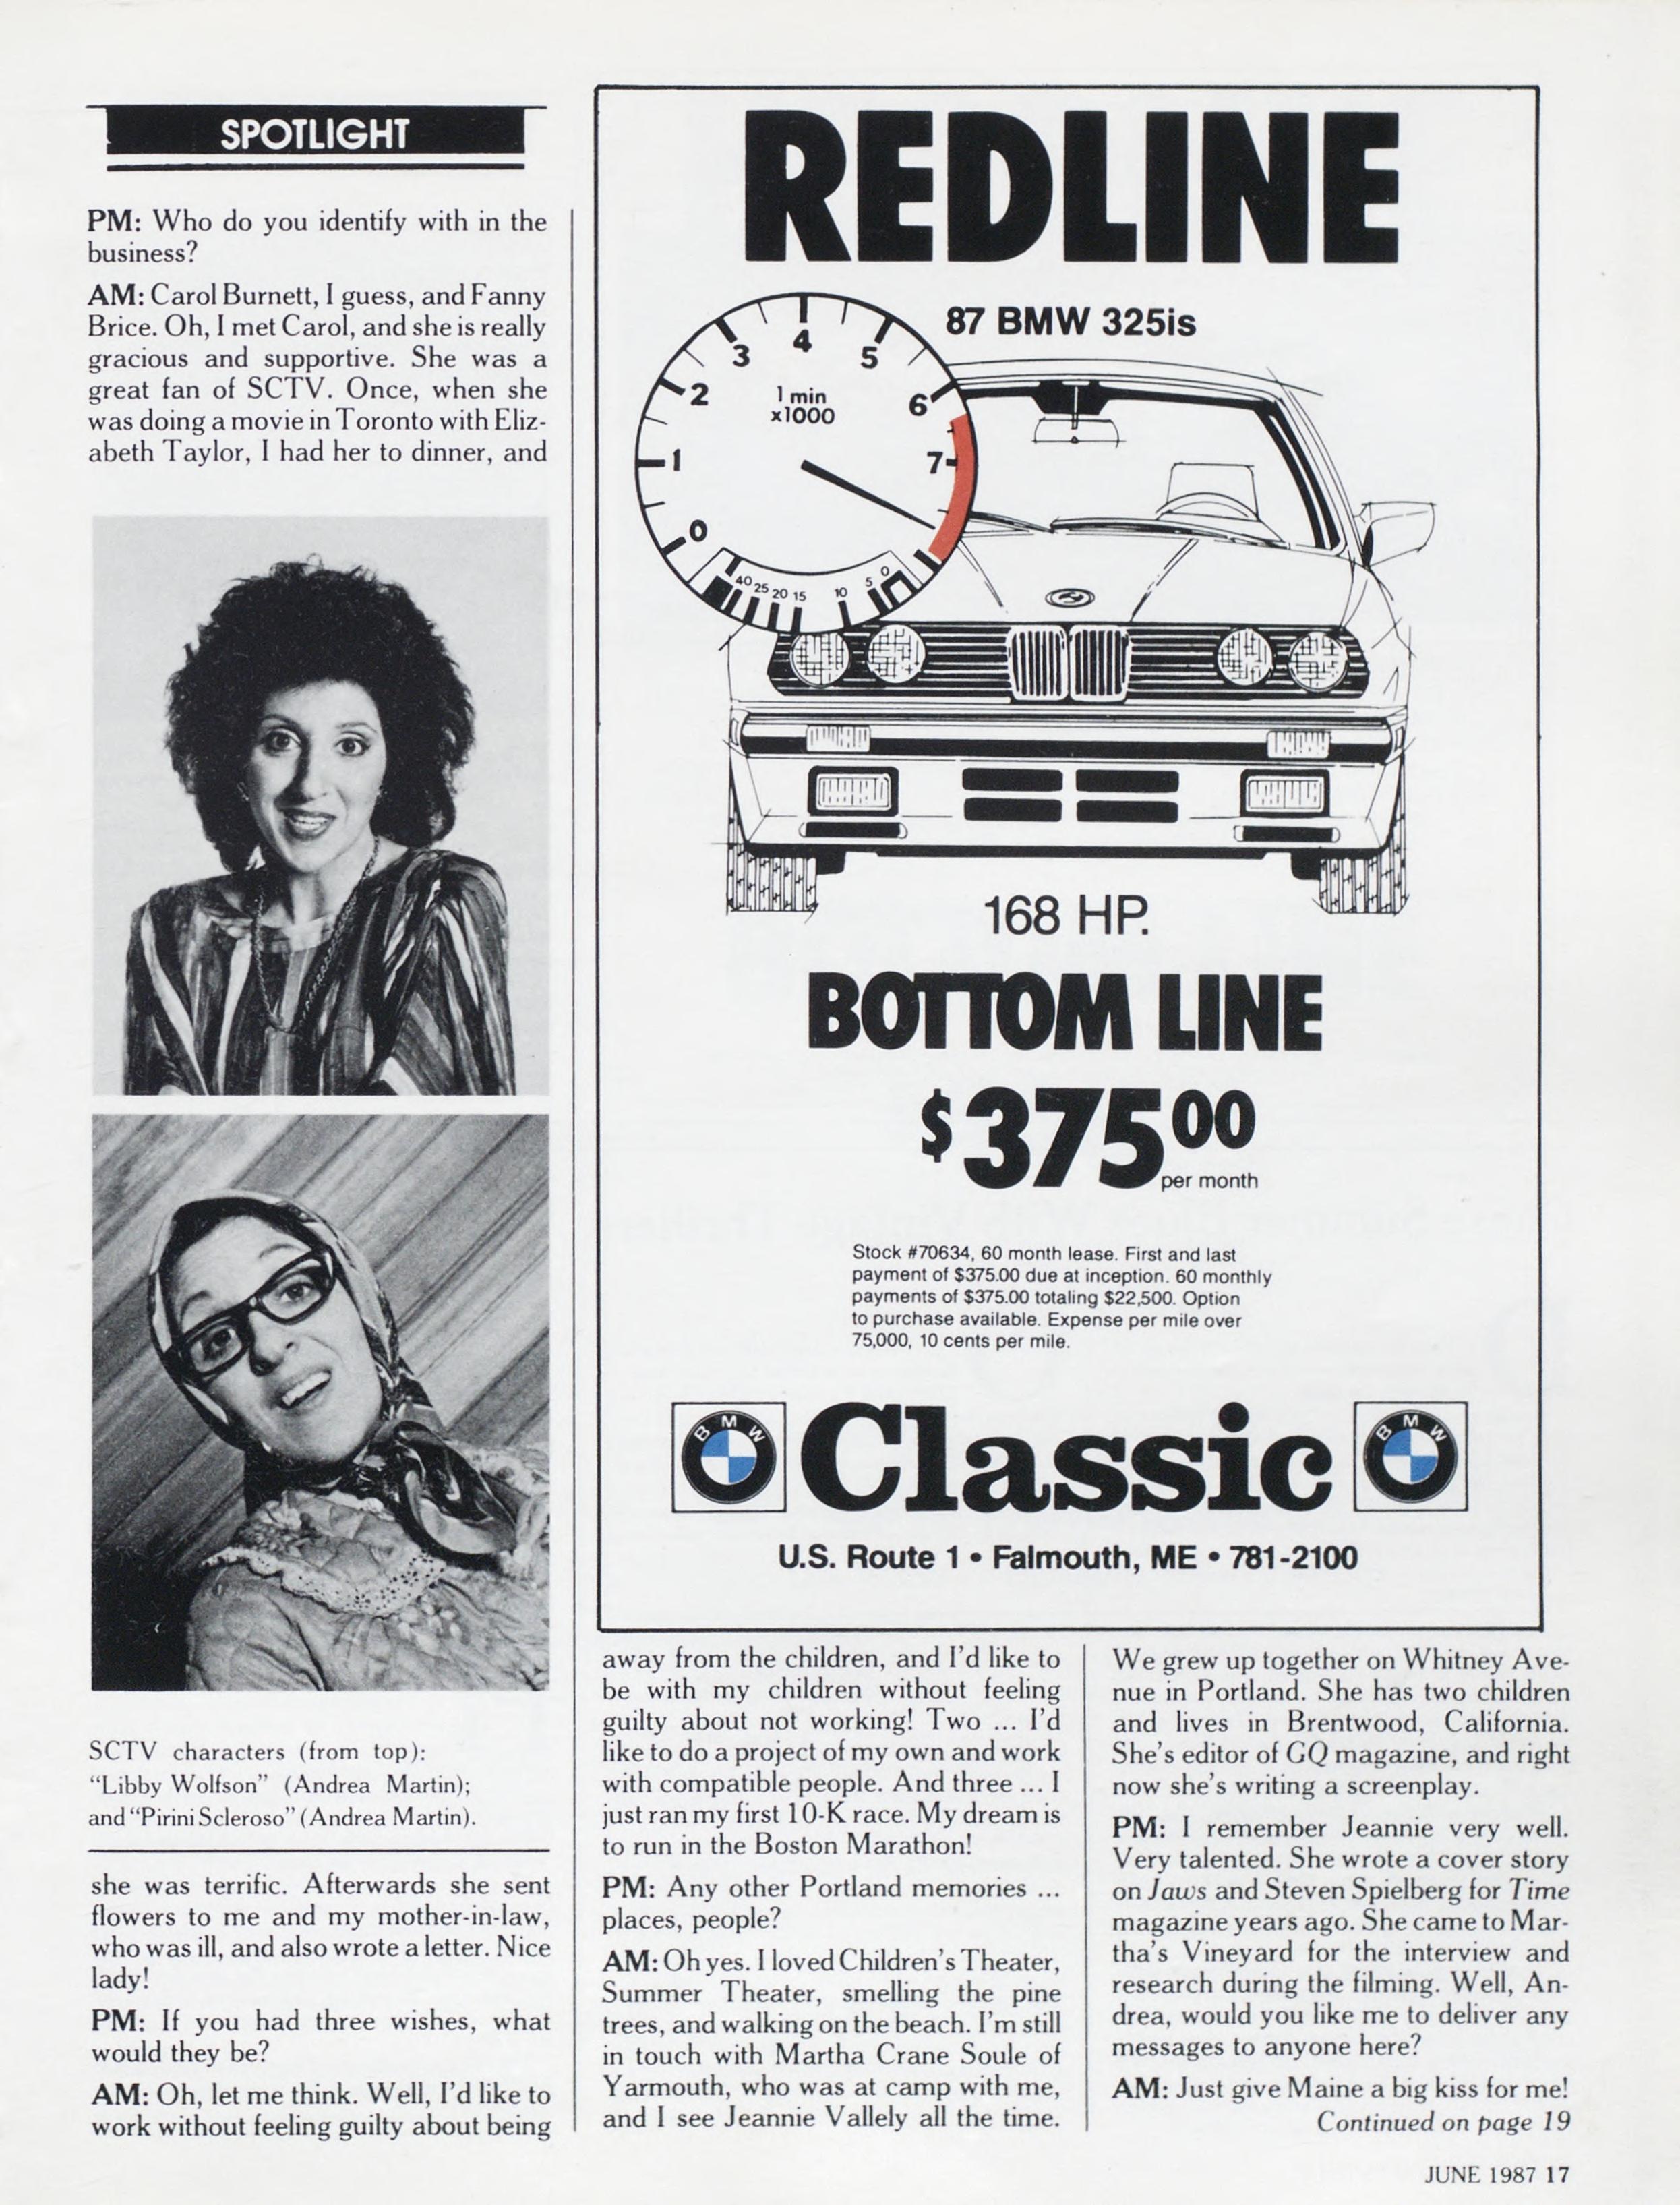 SPOTLIGHT
PM: Who do you identify with in the
business?
AM: Carol Burnett, I guess, and Fanny
Brice. Oh, I met Carol, and she is really
gracious and supportive. She was a
great fan of SCTV. Once, when she
was doing a movie in Toronto with Eliz-
abeth Taylor, I had her to dinner, and
SCTV characters (from top):
“Libby Wolfson” (Andrea Martin);
and “Pirini Scleroso” (Andrea Martin).
she was terrific. Afterwards she sent
flowers to me and my mother-in-law,
who was ill, and also wrote a letter. Nice
lady!
PM: If you had three wishes, what
would they be?
AM: Oh, let me think. Well, I’d like to
work without feeling guilty about being
REDLINE
87 BMW 325is
0
1
2
3
4
5
6
7
1 min
x1000
40 25 20 15 10 5 0
168 HP.
BOTTOM LINE
$375 00
per month
Stock #70634, 60 month lease. First and last
payment of $375.00 due at inception. 60 monthly
payments of $375.00 totaling $22,500. Option
to purchase available. Expense per mile over
75,000, 10 cents per mile.
BMW Classic BMW
U.S. Route 1 • Falmouth, ME • 781-2100
away from the children, and I’d like to
be with my children without feeling
guilty about not working! Two ... I’d
like to do a project of my own and work
with compatible people. And three ... I
just ran my first 10-K race. My dream is
to run in the Boston Marathon!
PM: Any other Portland memories ...
places, people?
AM: Oh yes. I loved Children’s Theater,
Summer Theater, smelling the pine
trees, and walking on the beach. I’m still
in touch with Martha Crane Soule of
Yarmouth, who was at camp with me,
and I see Jeannie Vallely all the time.
We grew up together on Whitney Ave-
nue in Portland. She has two children
and lives in Brentwood, California.
She’s editor of GQ magazine, and right
now she’s writing a screenplay.
PM: I remember Jeannie very well.
Very talented. She wrote a cover story
on Jaws and Steven Spielberg for Time
magazine years ago. She came to Mar-
tha’s Vineyard for the interview and
research during the filming. Well, An-
drea, would you like me to deliver any
messages to anyone here?
AM: Just give Maine a big kiss for me!
Continued on page 19
JUNE 1987 17